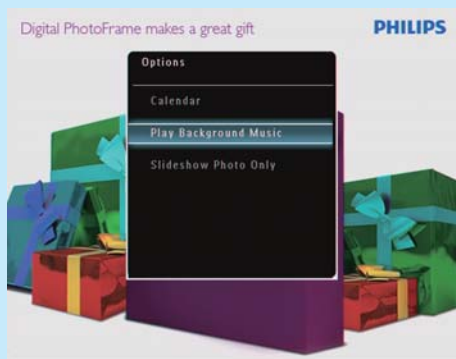 Digital PhotoFrame makes a great gift
PHILIPS
Options
Calendar
Play Background Music
Slideshow Photo Only